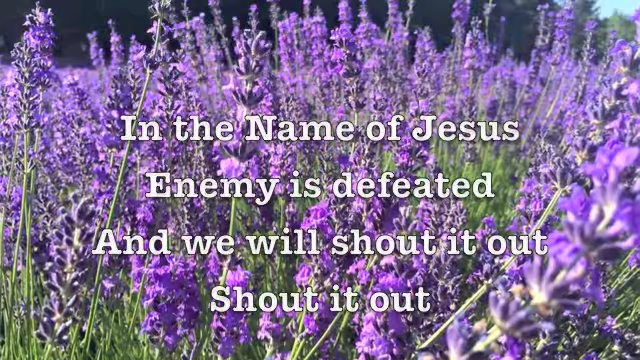 In the Name of Jesus
Enemy is defeated
And we will shout it out
Shout it out